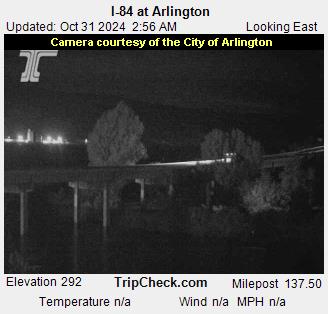 I-84 at Arlington
Updated: Oct 31 2024 2:56 AM Looking East
Camera courtesy of the City of Arlington
Elevation 292 TripCheck.com Milepost 137.50
Temperature n/a Wind n/a MPH n/a